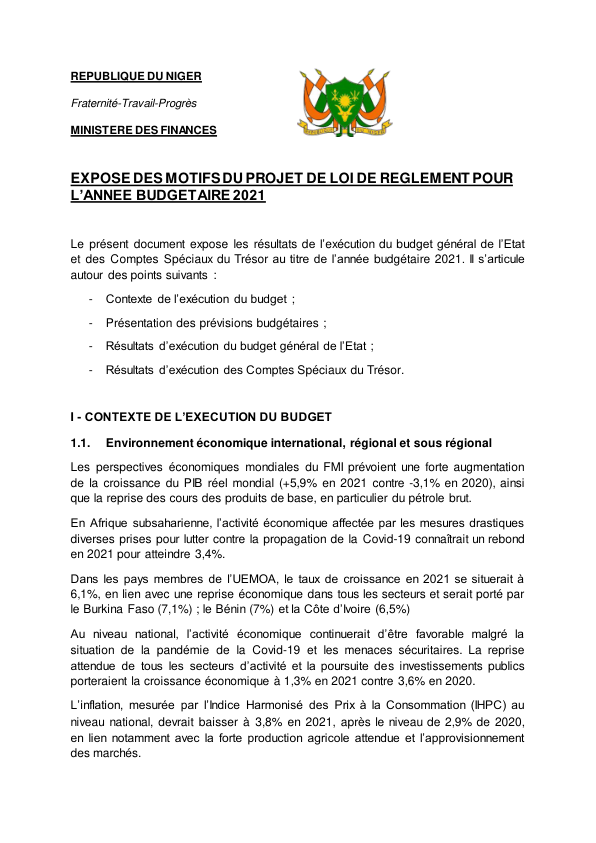 REPUBLIQUE DU NIGER
Fraternité-Travail-Progrès
MINISTERE DES FINANCES
EXPOSE DES MOTIFS DU PROJET DE LOI DE REGLEMENT POUR
L’ANNEE BUDGETAIRE 2021
Le présent document expose les résultats de l’exécution du budget général de l’Etat
et des Comptes Spéciaux du Trésor au titre de l’année budgétaire 2021. Il s’articule
autour des points suivants :
- Contexte de l’exécution du budget ;
- Présentation des prévisions budgétaires ;
- Résultats d’exécution du budget général de l’Etat ;
- Résultats d’exécution des Comptes Spéciaux du Trésor.
I - CONTEXTE DE L’EXECUTION DU BUDGET
1.1. Environnement économique international, régional et sous régional
Les perspectives économiques mondiales du FMI prévoient une forte augmentation
de la croissance du PIB réel mondial (+5,9% en 2021 contre -3,1% en 2020), ainsi
que la reprise des cours des produits de base, en particulier du pétrole brut.
En Afrique subsaharienne, l’activité économique affectée par les mesures drastiques
diverses prises pour lutter contre la propagation de la Covid-19 connaîtrait un rebond
en 2021 pour atteindre 3,4%.
Dans les pays membres de l’UEMOA, le taux de croissance en 2021 se situerait à
6,1%, en lien avec une reprise économique dans tous les secteurs et serait porté par
le Burkina Faso (7,1%) ; le Bénin (7%) et la Côte d’Ivoire (6,5%)
Au niveau national, l’activité économique continuerait d’être favorable malgré la
situation de la pandémie de la Covid-19 et les menaces sécuritaires. La reprise
attendue de tous les secteurs d’activité et la poursuite des investissements publics
porteraient la croissance économique à 1,3% en 2021 contre 3,6% en 2020.
L’inflation, mesurée par l’Indice Harmonisé des Prix à la Consommation (IHPC) au
niveau national, devrait baisser à 3,8% en 2021, après le niveau de 2,9% de 2020,
en lien notamment avec la forte production agricole attendue et l’approvisionnement
des marchés.